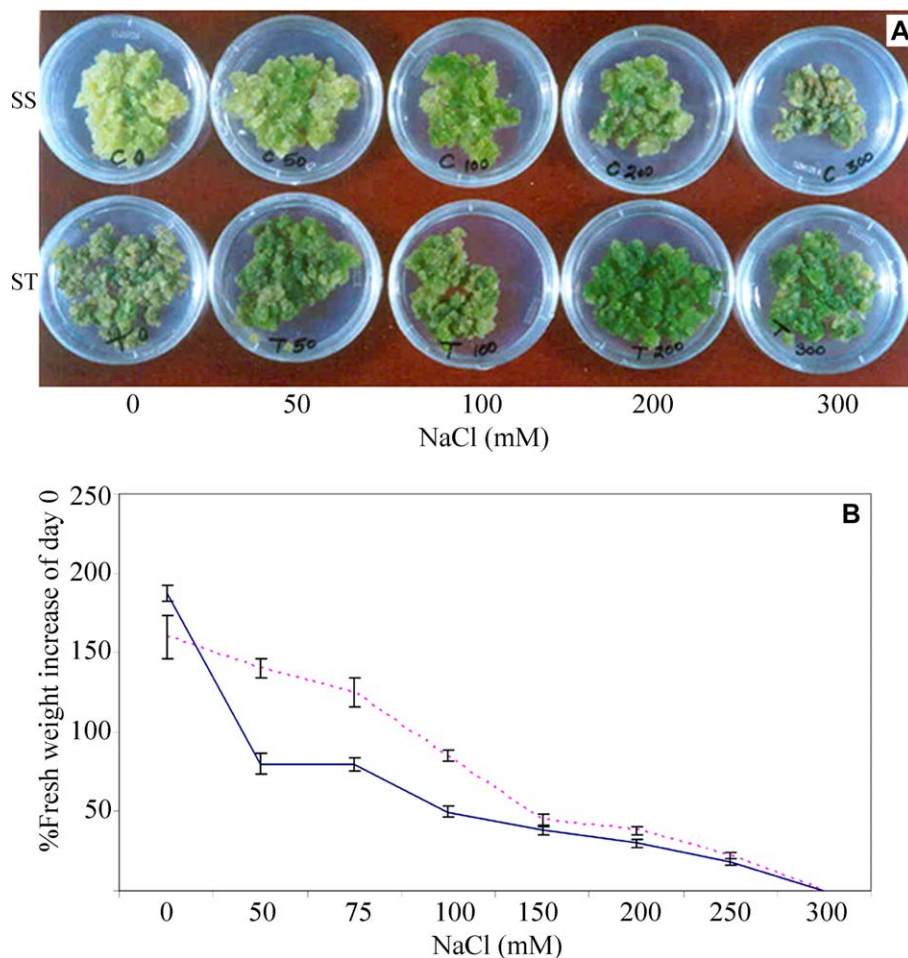 A
SS
C 0
C 50
C 100
C 200
C 300
ST
T 0
T 50
T 100
T 200
T 300
0 50 100 200 300
NaCl (mM)
B
%Fresh weight increase of day 0
250
200
150
100
50
0 50 75 100 150 200 250 300
NaCl (mM)